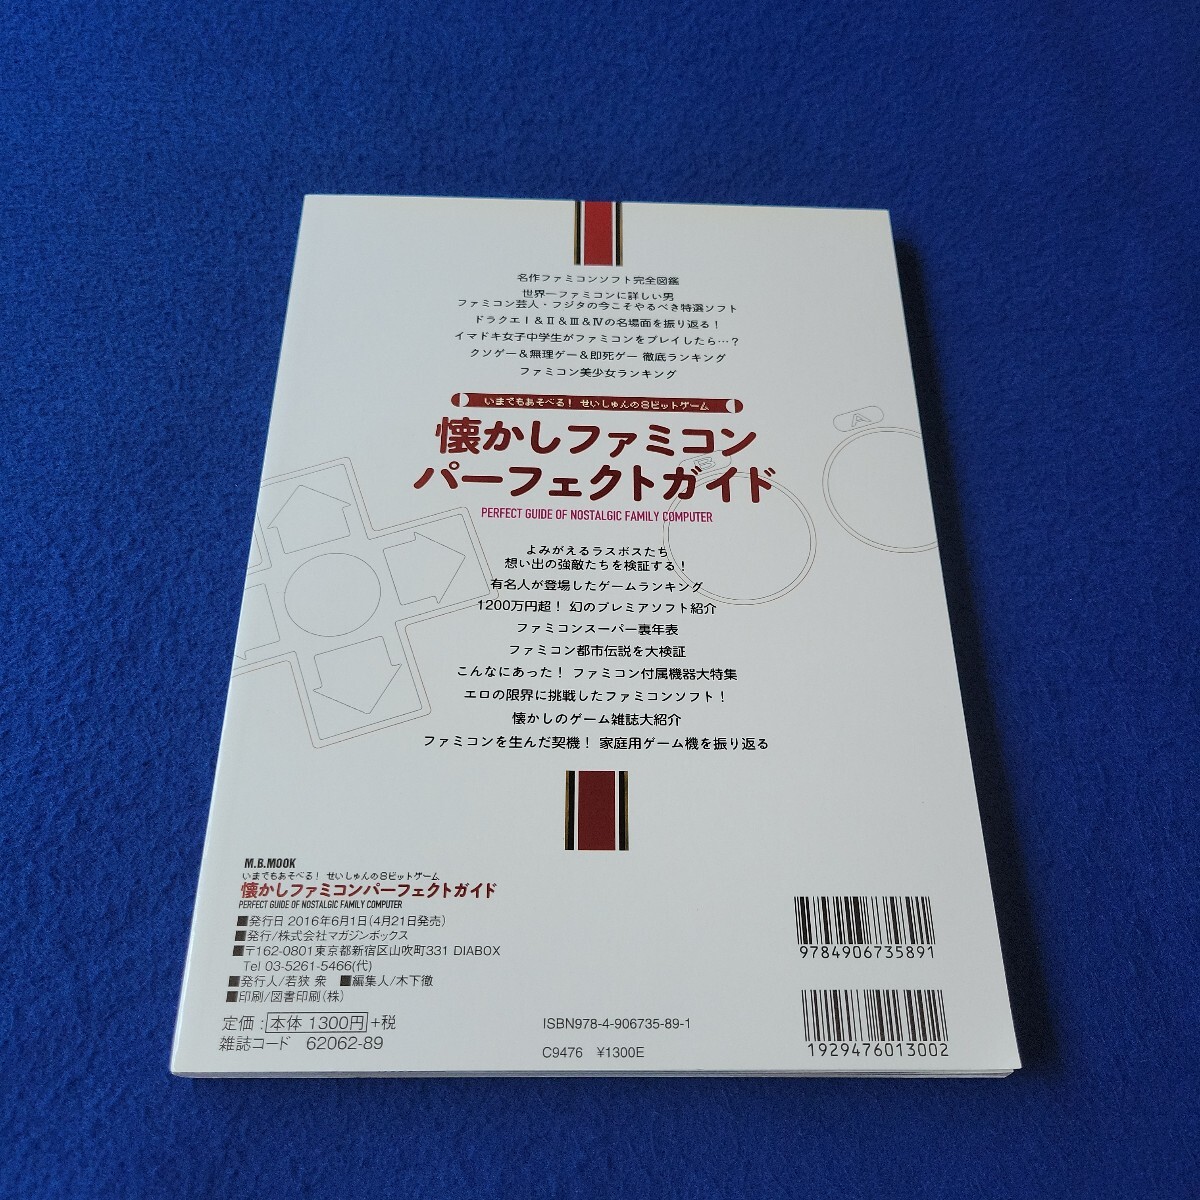 名作ファミコンソフト完全図鑑
世界一ファミコンに詳しい男
ファミコン芸人・フジタの今こそやるべき特選ソフト
ドラクエⅠ＆Ⅱ＆Ⅲ＆Ⅳの名場面を振り返る！
イマドキ女子中学生がファミコンをプレイしたら…？
クソゲー＆無理ゲー＆即死ゲー 徹底ランキング
ファミコン美少女ランキング
いまでもあそべる！ せいしゅんの8ビットゲーム
懐かしファミコン
パーフェクトガイド
PERFECT GUIDE OF NOSTALGIC FAMILY COMPUTER
A
B
よみがえるラスボスたち
想い出の強敵たちを検証する！
有名人が登場したゲームランキング
1200万円超！ 幻のプレミアソフト紹介
ファミコンスーパー裏年表
ファミコン都市伝説を大検証
こんなにあった！ ファミコン付属機器大特集
エロの限界に挑戦したファミコンソフト！
懐かしのゲーム雑誌大紹介
ファミコンを生んだ契機！ 家庭用ゲーム機を振り返る
M.B.MOOK
いまでもあそべる！ せいしゅんの8ビットゲーム
懐かしファミコンパーフェクトガイド
PERFECT GUIDE OF NOSTALGIC FAMILY COMPUTER
■発行日 2016年6月1日(4月21日発売)
■発行/株式会社マガジンボックス
■〒162-0801東京都新宿区山吹町331 DIABOX
Tel 03-5261-5466(代)
■発行人/若狭 衆 ■編集人/木下徹
■印刷/図書印刷(株)
定価：本体 1300円+税
雑誌コード 62062-89
ISBN978-4-906735-89-1
C9476 ¥1300E
9784906735891
1929476013002